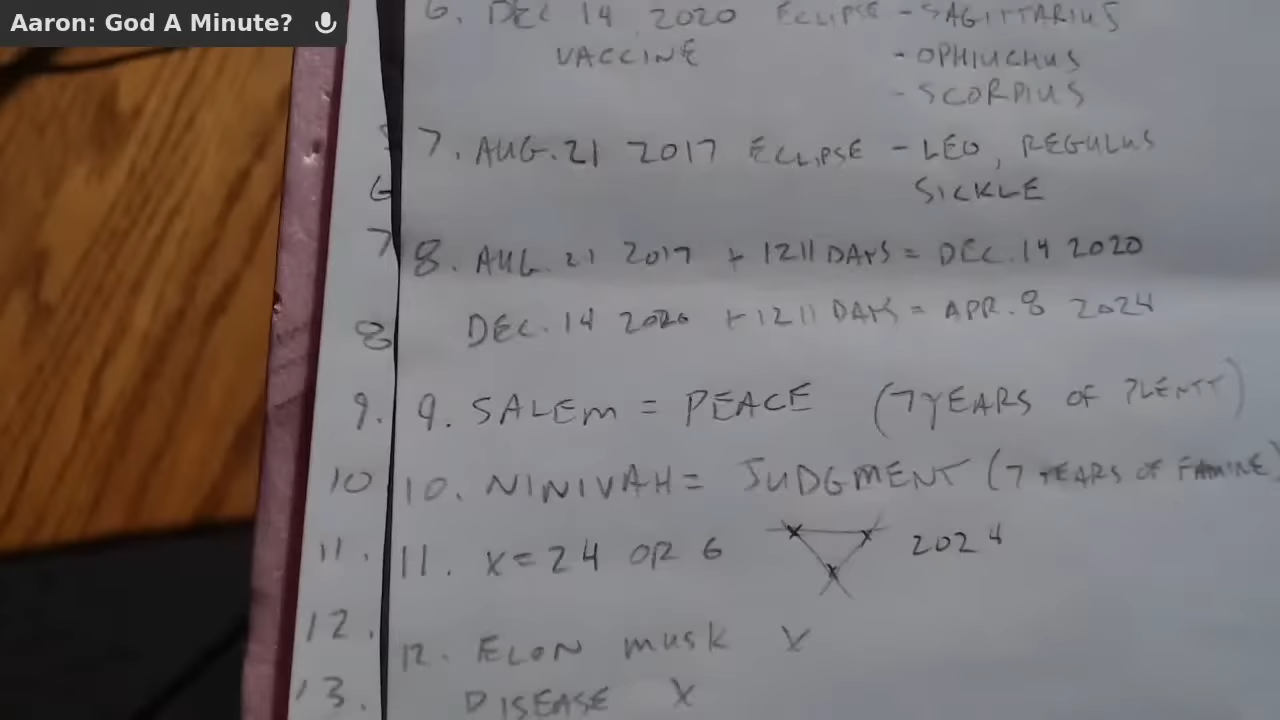 Aaron: God A Minute?
6. DEC 14 2020 ECLIPSE - SAGITTARIUS
VACCINE - OPHIUCHUS
- SCORPIUS
5 7. AUG. 21 2017 ECLIPSE - LEO, REGULUS
6 SICKLE
7 8. AUG. 21 2017 + 1211 DAYS = DEC. 14 2020
8 DEC. 14 2020 + 1211 DAYS = APR. 8 2024
9. 9. SALEM = PEACE (7 YEARS OF PLENTY)
10 10. NINIVAH = JUDGMENT (7 YEARS OF FAMINE)
11. 11. X = 24 OR 6 2024
12. 12. ELON MUSK X
13. DISEASE X